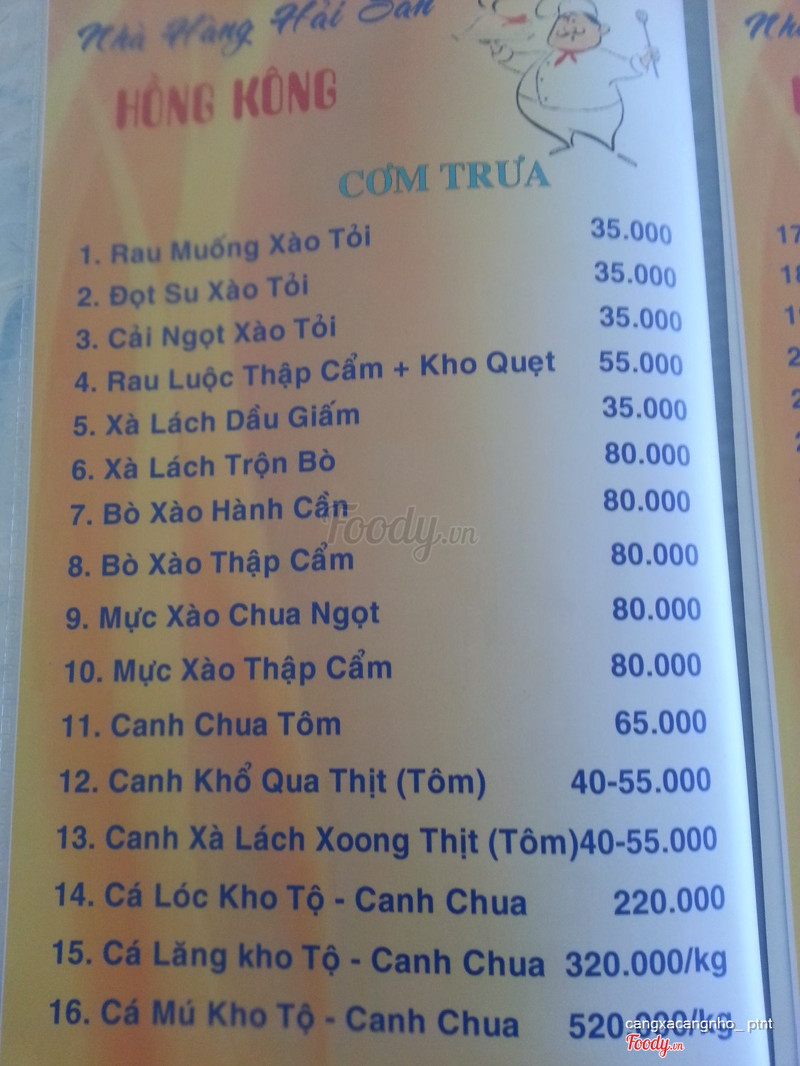 Nhà Hàng Hải Sản
HỒNG KÔNG
CƠM TRƯA
1. Rau Muống Xào Tỏi 35.000
2. Đọt Su Xào Tỏi 35.000
3. Cải Ngọt Xào Tỏi 35.000
4. Rau Luộc Thập Cẩm + Kho Quẹt 55.000
5. Xà Lách Dầu Giấm 35.000
6. Xà Lách Trộn Bò 80.000
7. Bò Xào Hành Cần 80.000
8. Bò Xào Thập Cẩm 80.000
9. Mực Xào Chua Ngọt 80.000
10. Mực Xào Thập Cẩm 80.000
11. Canh Chua Tôm 65.000
12. Canh Khổ Qua Thịt (Tôm) 40-55.000
13. Canh Xà Lách Xoong Thịt (Tôm) 40-55.000
14. Cá Lóc Kho Tộ - Canh Chua 220.000
15. Cá Lăng kho Tộ - Canh Chua 320.000/kg
16. Cá Mú Kho Tộ - Canh Chua 520.000/kg
17
18
Foody.vn
cangxacangnho_ptnt
Foody.vn